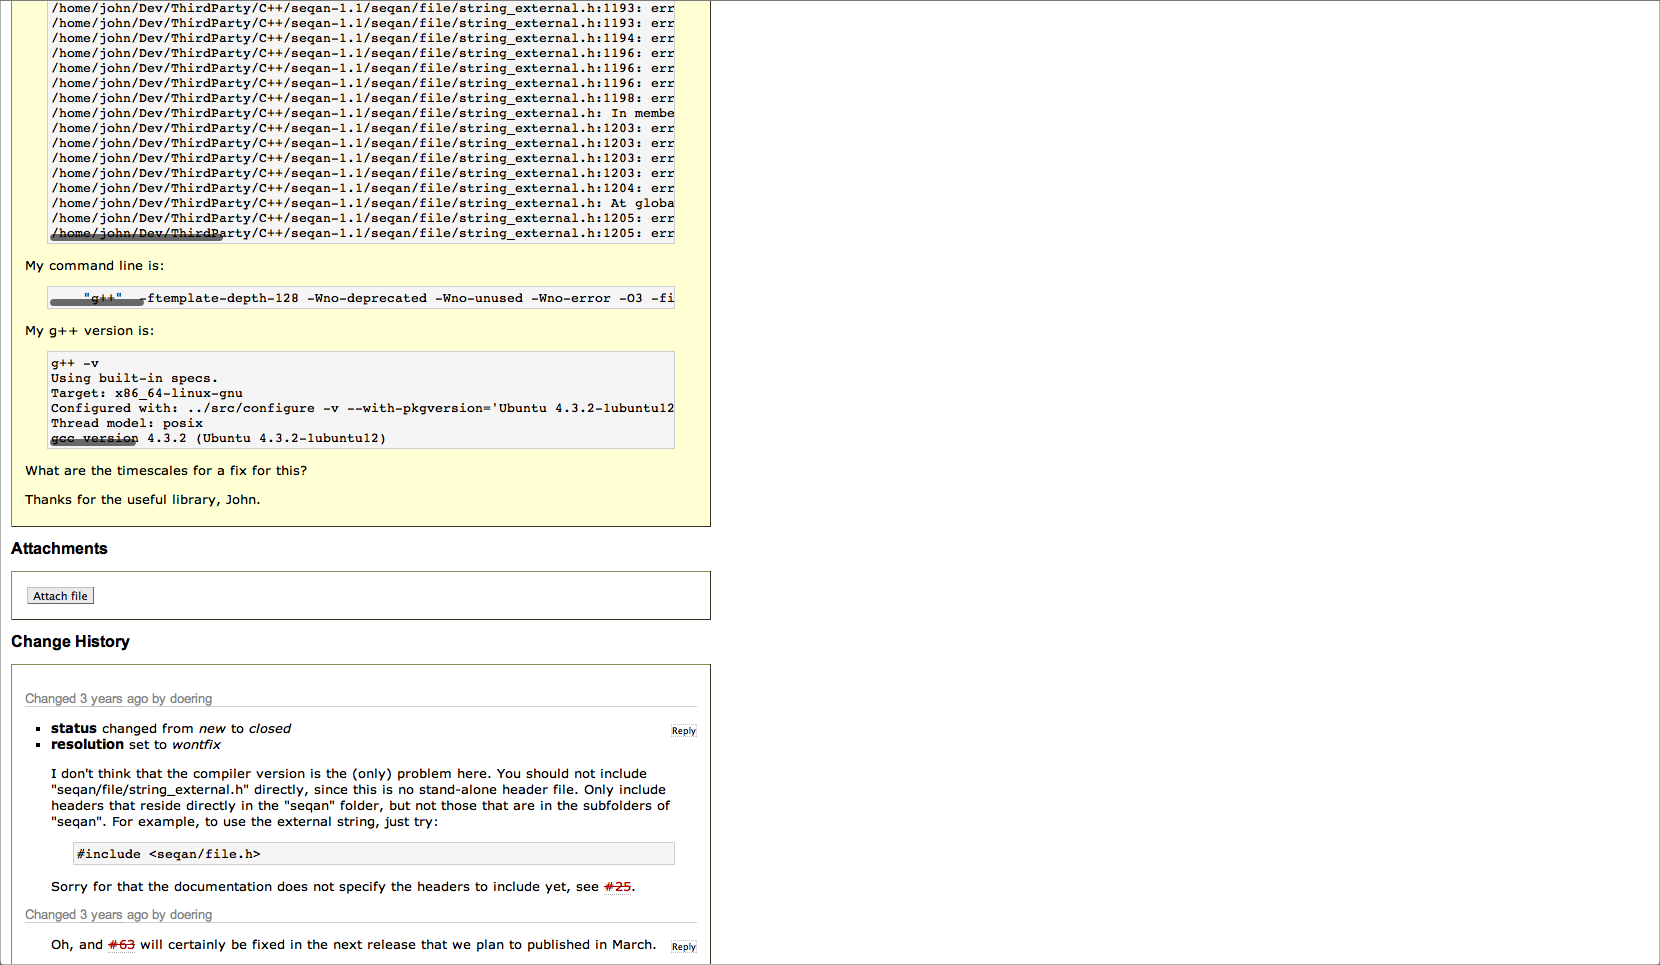 /home/john/Dev/ThirdParty/C++/seqan-1.1/seqan/file/string_external.h:1193: err
/home/john/Dev/ThirdParty/C++/seqan-1.1/seqan/file/string_external.h:1193: err
/home/john/Dev/ThirdParty/C++/seqan-1.1/seqan/file/string_external.h:1194: err
/home/john/Dev/ThirdParty/C++/seqan-1.1/seqan/file/string_external.h:1196: err
/home/john/Dev/ThirdParty/C++/seqan-1.1/seqan/file/string_external.h:1196: err
/home/john/Dev/ThirdParty/C++/seqan-1.1/seqan/file/string_external.h:1196: err
/home/john/Dev/ThirdParty/C++/seqan-1.1/seqan/file/string_external.h:1198: err
/home/john/Dev/ThirdParty/C++/seqan-1.1/seqan/file/string_external.h: In membe
/home/john/Dev/ThirdParty/C++/seqan-1.1/seqan/file/string_external.h:1203: err
/home/john/Dev/ThirdParty/C++/seqan-1.1/seqan/file/string_external.h:1203: err
/home/john/Dev/ThirdParty/C++/seqan-1.1/seqan/file/string_external.h:1203: err
/home/john/Dev/ThirdParty/C++/seqan-1.1/seqan/file/string_external.h:1203: err
/home/john/Dev/ThirdParty/C++/seqan-1.1/seqan/file/string_external.h:1204: err
/home/john/Dev/ThirdParty/C++/seqan-1.1/seqan/file/string_external.h: At globa
/home/john/Dev/ThirdParty/C++/seqan-1.1/seqan/file/string_external.h:1205: err
/home/john/Dev/ThirdParty/C++/seqan-1.1/seqan/file/string_external.h:1205: err
My command line is:
"g++" -ftemplate-depth-128 -Wno-deprecated -Wno-unused -Wno-error -O3 -fi
My g++ version is:
g++ -v
Using built-in specs.
Target: x86_64-linux-gnu
Configured with: ../src/configure -v --with-pkgversion='Ubuntu 4.3.2-1ubuntu12
Thread model: posix
gcc version 4.3.2 (Ubuntu 4.3.2-1ubuntu12)
What are the timescales for a fix for this?
Thanks for the useful library, John.
Attachments
Attach file
Change History
Changed 3 years ago by doering
status changed from new to closed
Reply
resolution set to wontfix
I don't think that the compiler version is the (only) problem here. You should not include
"seqan/file/string_external.h" directly, since this is no stand-alone header file. Only include
headers that reside directly in the "seqan" folder, but not those that are in the subfolders of
"seqan". For example, to use the external string, just try:
#include <seqan/file.h>
Sorry for that the documentation does not specify the headers to include yet, see #25.
Changed 3 years ago by doering
Oh, and #63 will certainly be fixed in the next release that we plan to published in March.
Reply